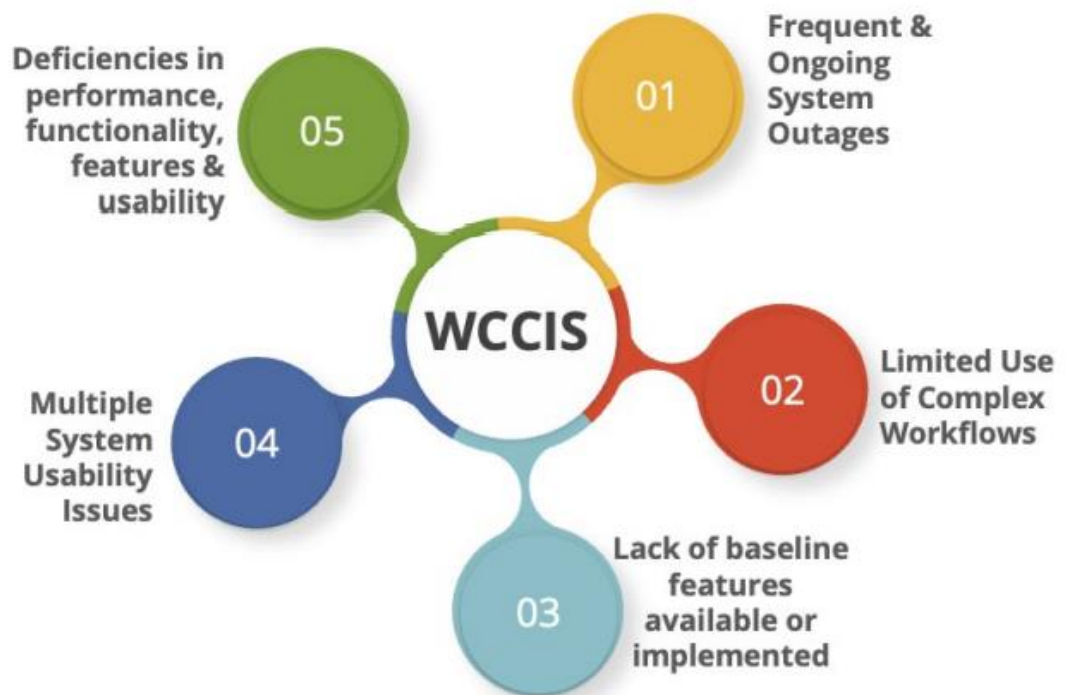 01
Frequent &
Ongoing
System
Outages
02
Limited Use
of Complex
Workflows
03
Lack of baseline
features
available or
implemented
04
Multiple
System
Usability
Issues
05
Deficiencies in
performance,
functionality,
features &
usability
WCCIS